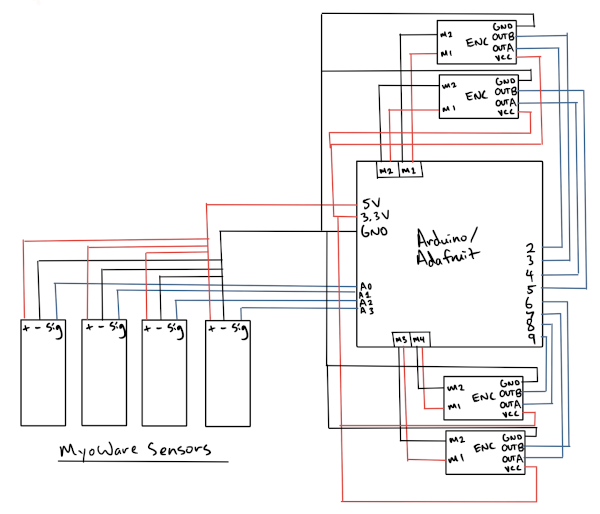 GND
M2 OUTB
ENC OUTA
M1 VCC
GND
M2 OUTB
ENC OUTA
M1 VCC
M2 M1
5V
3.3V
GND
Arduino/
Adafruit
2
3
4
5
6
7
8
9
A0
A1
A2
A3
+ - Sig
+ - Sig
+ - Sig
+ - Sig
M3 M4
GND
M2 OUTB
ENC OUTA
M1 VCC
GND
M2 OUTB
ENC OUTA
M1 VCC
MyoWare Sensors